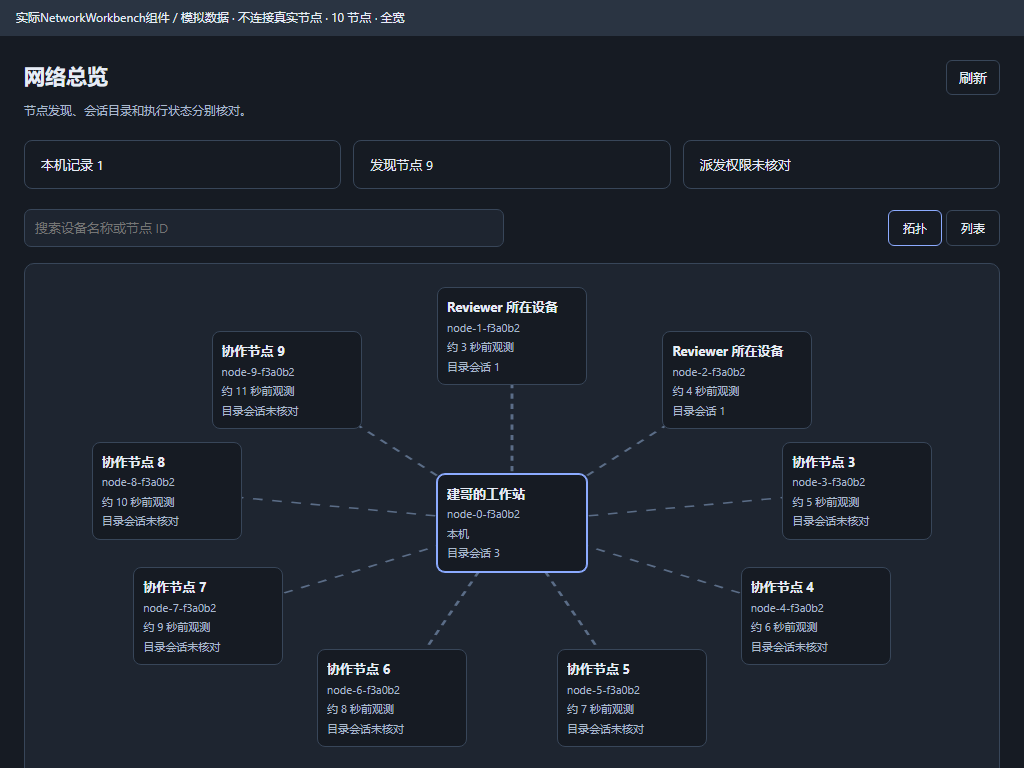 实际NetworkWorkbench组件 / 模拟数据 · 不连接真实节点 · 10 节点 · 全宽
网络总览
刷新
节点发现、会话目录和执行状态分别核对。
本机记录 1
发现节点 9
派发权限未核对
搜索设备名称或节点 ID
拓扑
列表
Reviewer 所在设备
node-1-f3a0b2
约 3 秒前观测
目录会话 1
协作节点 9
node-9-f3a0b2
约 11 秒前观测
目录会话未核对
Reviewer 所在设备
node-2-f3a0b2
约 4 秒前观测
目录会话 1
协作节点 8
node-8-f3a0b2
约 10 秒前观测
目录会话未核对
协作节点 3
node-3-f3a0b2
约 5 秒前观测
目录会话未核对
建哥的工作站
node-0-f3a0b2
本机
目录会话 3
协作节点 7
node-7-f3a0b2
约 9 秒前观测
目录会话未核对
协作节点 4
node-4-f3a0b2
约 6 秒前观测
目录会话未核对
协作节点 6
node-6-f3a0b2
约 8 秒前观测
目录会话未核对
协作节点 5
node-5-f3a0b2
约 7 秒前观测
目录会话未核对